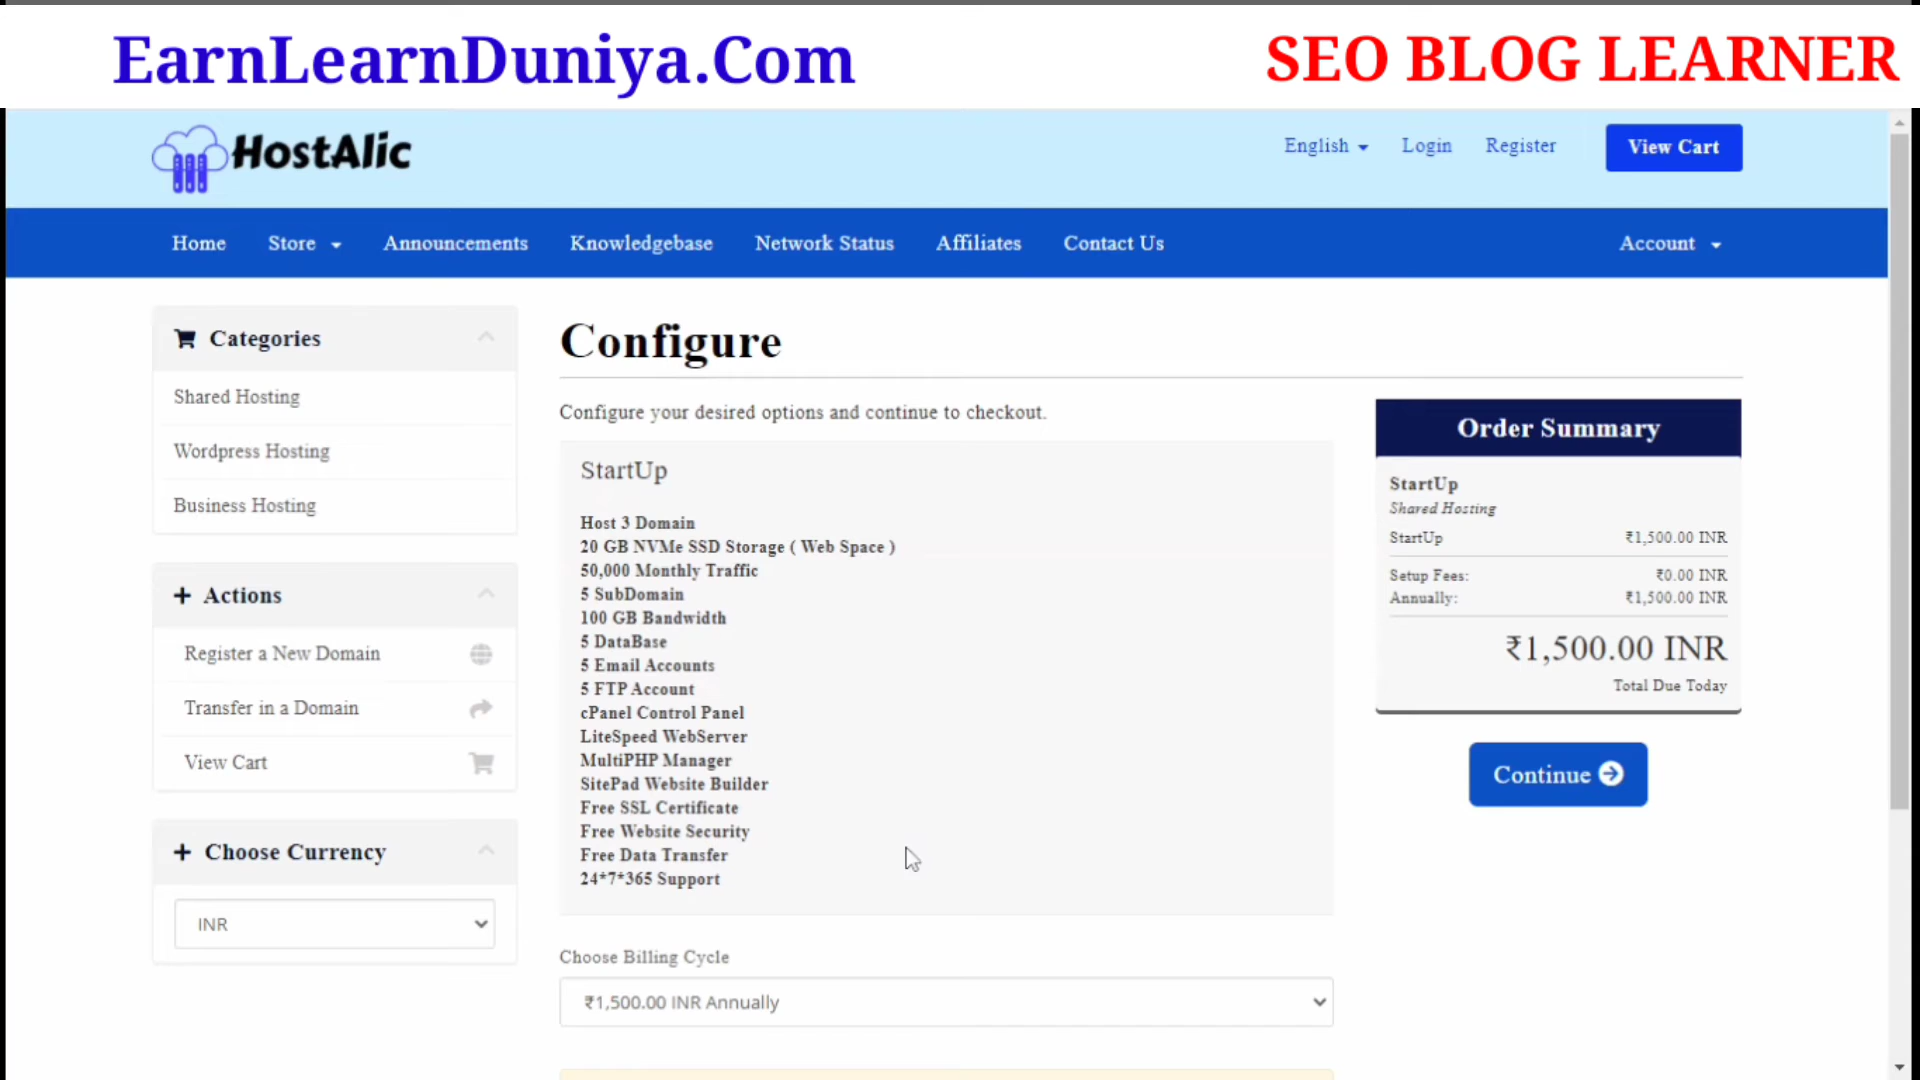 EarnLearnDuniya.Com
SEO BLOG LEARNER
HostAlic
English
Login
Register
View Cart
Home
Store
Announcements
Knowledgebase
Network Status
Affiliates
Contact Us
Account
Categories
Shared Hosting
Wordpress Hosting
Business Hosting
Actions
Register a New Domain
Transfer in a Domain
View Cart
Choose Currency
INR
Configure
Configure your desired options and continue to checkout.
StartUp
Host 3 Domain
20 GB NVMe SSD Storage ( Web Space )
50,000 Monthly Traffic
5 SubDomain
100 GB Bandwidth
5 DataBase
5 Email Accounts
5 FTP Account
cPanel Control Panel
LiteSpeed WebServer
MultiPHP Manager
SitePad Website Builder
Free SSL Certificate
Free Website Security
Free Data Transfer
24*7*365 Support
Choose Billing Cycle
₹1,500.00 INR Annually
Order Summary
StartUp
Shared Hosting
StartUp ₹1,500.00 INR
Setup Fees: ₹0.00 INR
Annually: ₹1,500.00 INR
₹1,500.00 INR
Total Due Today
Continue